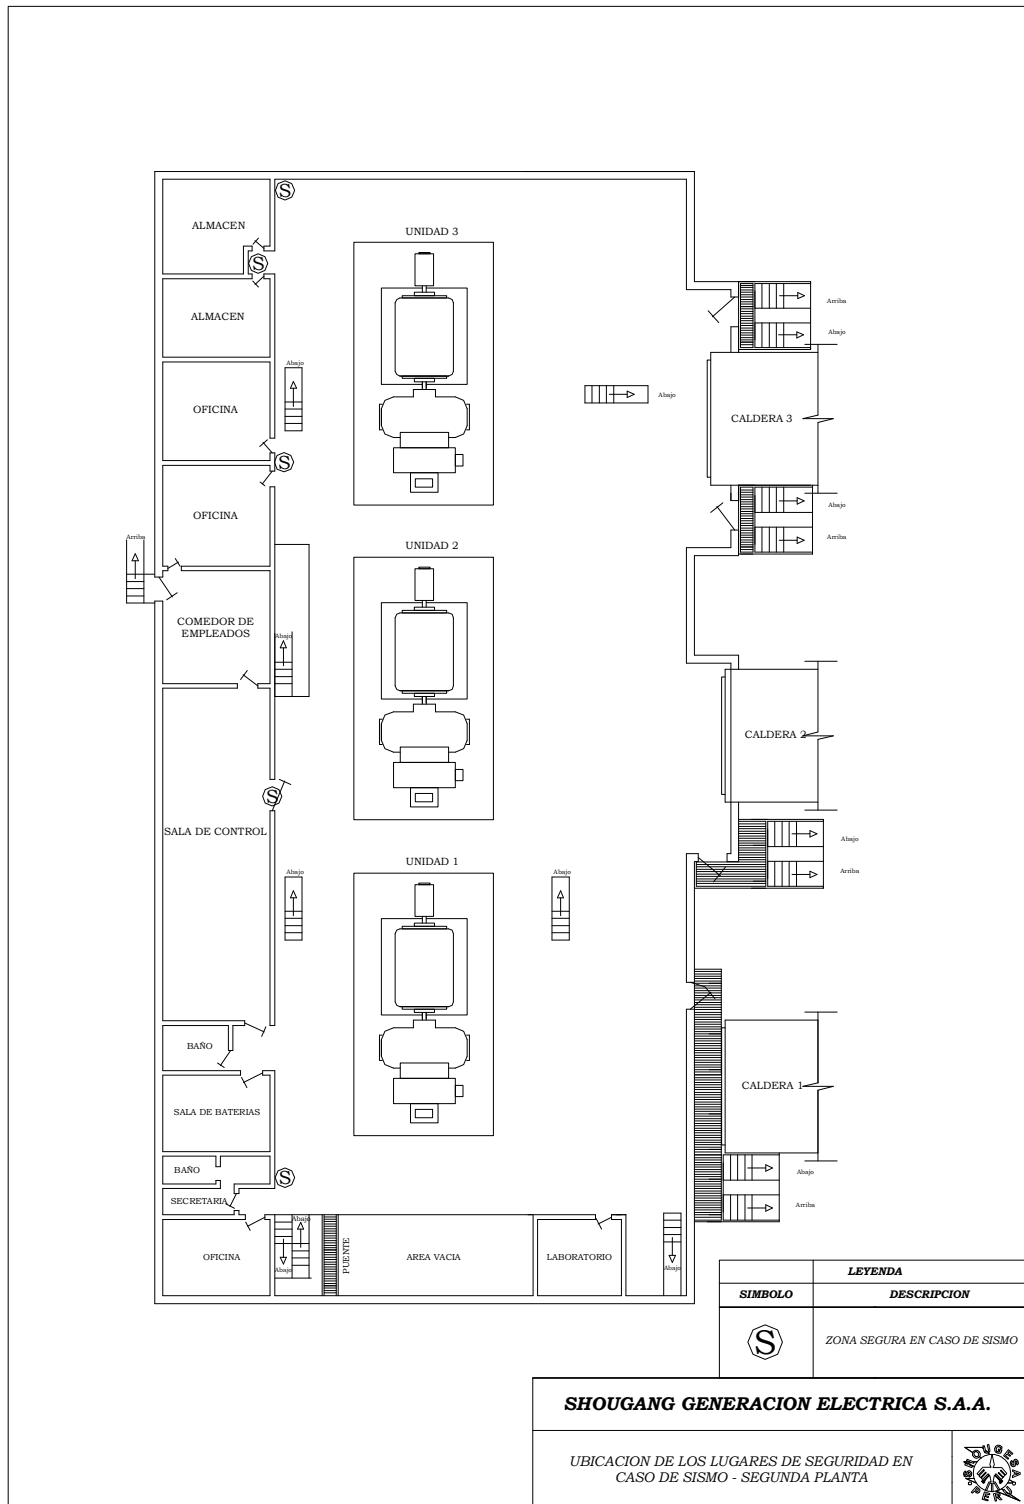 S
ALMACEN
UNIDAD 3
S
Arriba
ALMACEN
Abajo
Abajo
Abajo
CALDERA 3
OFICINA
S
Abajo
OFICINA
Arriba
Arriba
UNIDAD 2
COMEDOR DE
EMPLEADOS
Abajo
CALDERA 2
S
SALA DE CONTROL
Abajo
UNIDAD 1
Abajo
Abajo
Arriba
BAÑO
CALDERA 1
SALA DE BATERIAS
BAÑO
S
Abajo
SECRETARIA
Arriba
Abajo
OFICINA
PUENTE
AREA VACIA
LABORATORIO
Abajo
Abajo
LEYENDA
SIMBOLO
DESCRIPCION
S
ZONA SEGURA EN CASO DE SISMO
SHOUGANG GENERACION ELECTRICA S.A.A.
UBICACION DE LOS LUGARES DE SEGURIDAD EN
CASO DE SISMO - SEGUNDA PLANTA
SHOUGESA
PERU